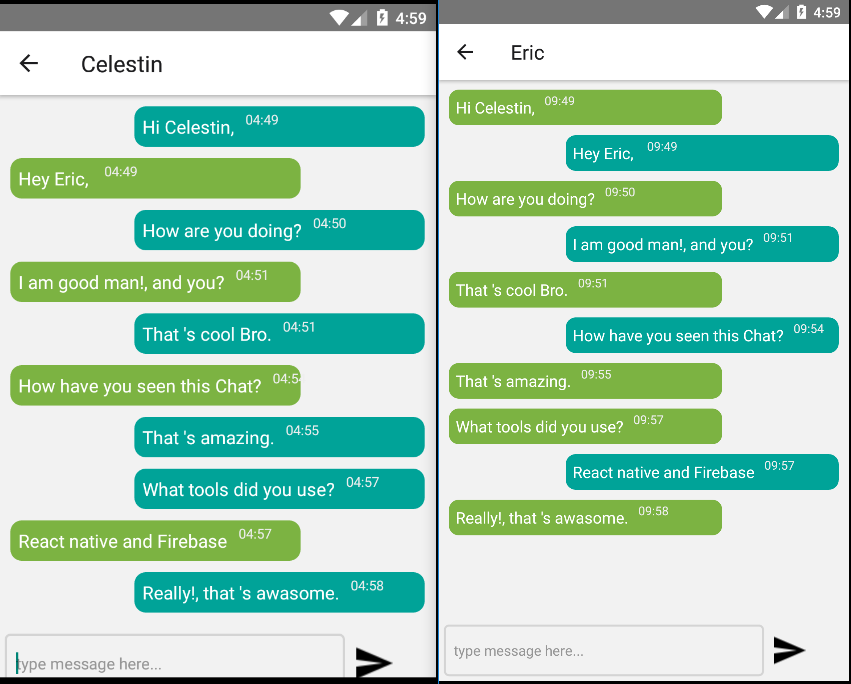 4:59
Celestin
Hi Celestin, 04:49
Hey Eric, 04:49
How are you doing? 04:50
I am good man!, and you? 04:51
That 's cool Bro. 04:51
How have you seen this Chat? 04:54
That 's amazing. 04:55
What tools did you use? 04:57
React native and Firebase 04:57
Really!, that 's awasome. 04:58
type message here...
4:59
Eric
Hi Celestin, 09:49
Hey Eric, 09:49
How are you doing? 09:50
I am good man!, and you? 09:51
That 's cool Bro. 09:51
How have you seen this Chat? 09:54
That 's amazing. 09:55
What tools did you use? 09:57
React native and Firebase 09:57
Really!, that 's awasome. 09:58
type message here...